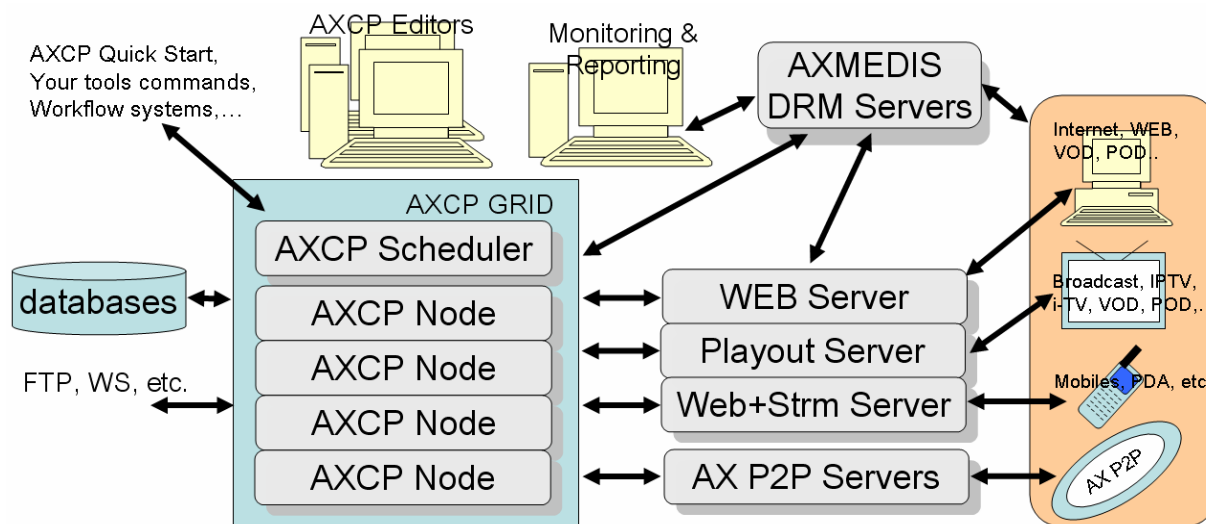 AXCP Editors
Monitoring &
Reporting
AXCP Quick Start,
Your tools commands,
Workflow systems,...
AXMEDIS
DRM Servers
Internet, WEB,
VOD, POD..
AXCP GRID
AXCP Scheduler
databases
AXCP Node
AXCP Node
AXCP Node
AXCP Node
FTP, WS, etc.
WEB Server
Playout Server
Web+Strm Server
AX P2P Servers
Broadcast, IPTV,
i-TV, VOD, POD,.
Mobiles, PDA, etc
AX P2P